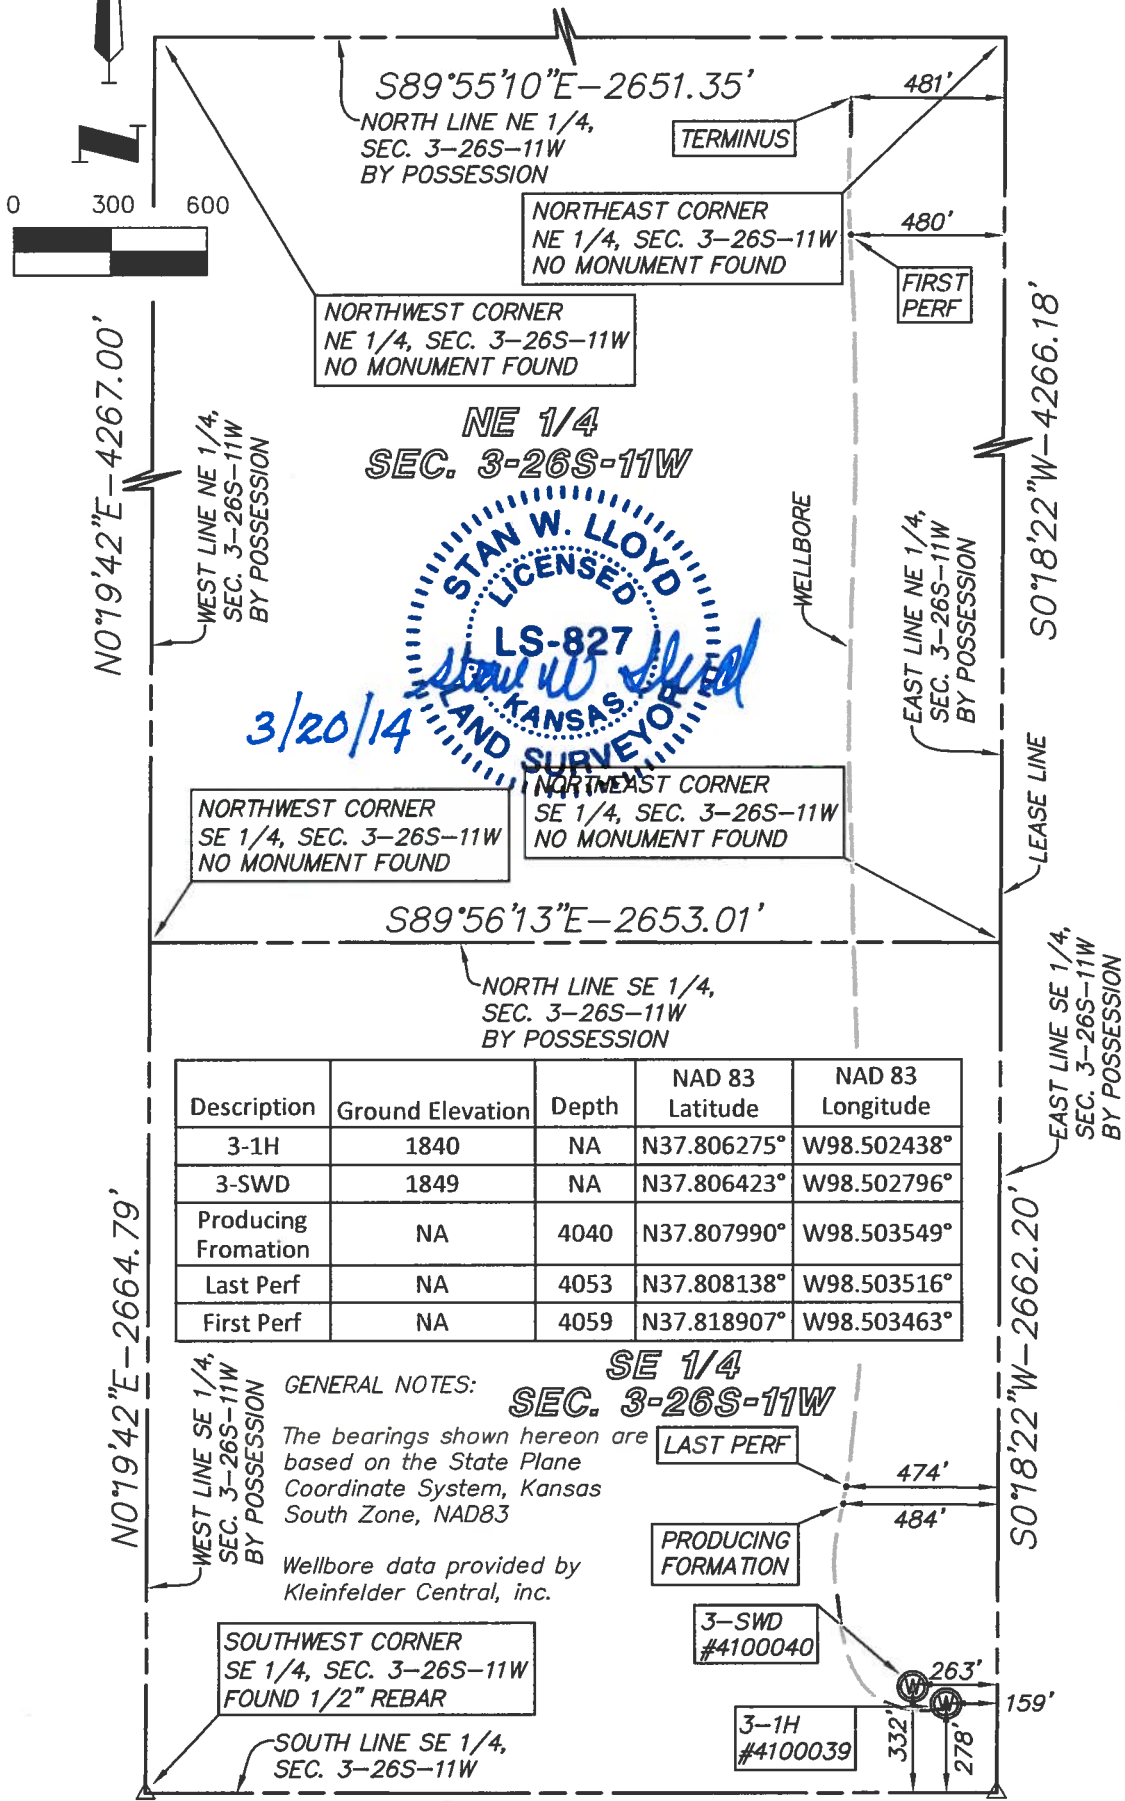 S89°55'10"E-2651.35'
NORTH LINE NE 1/4,
SEC. 3-26S-11W
BY POSSESSION
481'
TERMINUS
0 300 600
NORTHEAST CORNER
NE 1/4, SEC. 3-26S-11W
NO MONUMENT FOUND
480'
FIRST
PERF
NORTHWEST CORNER
NE 1/4, SEC. 3-26S-11W
NO MONUMENT FOUND
N0°19'42"E-4267.00'
S0°18'22"W-4266.18'
NE 1/4
SEC. 3-26S-11W
WEST LINE NE 1/4,
SEC. 3-26S-11W
BY POSSESSION
STAN W. LLOYD
LICENSED
LS-827
KANSAS
LAND SURVEYOR
3/20/14
WELLBORE
EAST LINE NE 1/4,
SEC. 3-26S-11W
BY POSSESSION
LEASE LINE
NORTHWEST CORNER
SE 1/4, SEC. 3-26S-11W
NO MONUMENT FOUND
NORTHEAST CORNER
SE 1/4, SEC. 3-26S-11W
NO MONUMENT FOUND
S89°56'13"E-2653.01'
NORTH LINE SE 1/4,
SEC. 3-26S-11W
BY POSSESSION
EAST LINE SE 1/4,
SEC. 3-26S-11W
BY POSSESSION
Description Ground Elevation Depth NAD 83 Latitude NAD 83 Longitude
3-1H 1840 NA N37.806275° W98.502438°
3-SWD 1849 NA N37.806423° W98.502796°
Producing Fromation NA 4040 N37.807990° W98.503549°
Last Perf NA 4053 N37.808138° W98.503516°
First Perf NA 4059 N37.818907° W98.503463°
N0°19'42"E-2664.79'
S0°18'22"W-2662.20'
WEST LINE SE 1/4,
SEC. 3-26S-11W
BY POSSESSION
SE 1/4
SEC. 3-26S-11W
GENERAL NOTES:
The bearings shown hereon are
based on the State Plane
Coordinate System, Kansas
South Zone, NAD83
Wellbore data provided by
Kleinfelder Central, inc.
LAST PERF
474'
484'
PRODUCING
FORMATION
3-SWD
#4100040
263'
159'
W
W
332'
278'
3-1H
#4100039
SOUTHWEST CORNER
SE 1/4, SEC. 3-26S-11W
FOUND 1/2" REBAR
SOUTH LINE SE 1/4,
SEC. 3-26S-11W